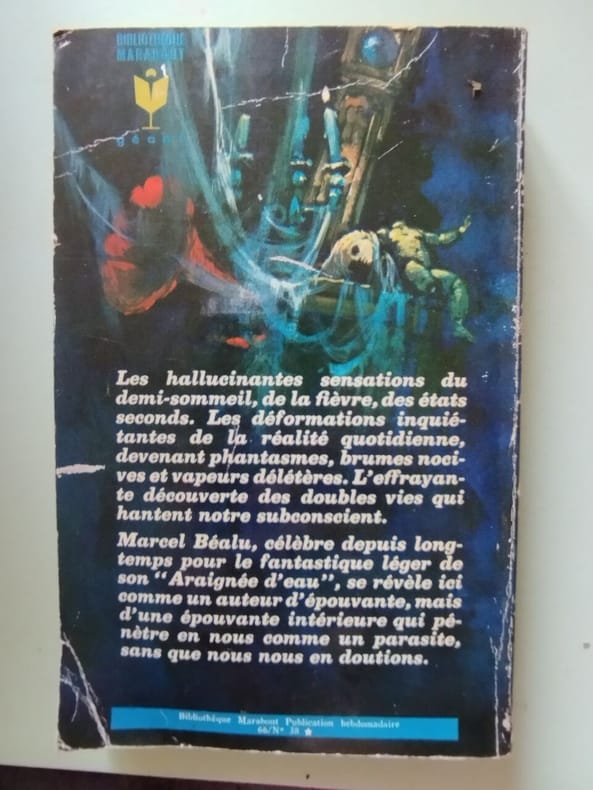 BIBLIOTHEQUE
MARABOUT
géant
Les hallucinantes sensations du
demi-sommeil, de la fièvre, des états
seconds. Les déformations inquié-
tantes de la réalité quotidienne,
devenant phantasmes, brumes noci-
ves et vapeurs délétères. L'effrayan-
te découverte des doubles vies qui
hantent notre subconscient.
Marcel Béalu, célèbre depuis long-
temps pour le fantastique léger de
son "Araignée d'eau", se révèle ici
comme un auteur d'épouvante, mais
d'une épouvante intérieure qui pé-
nètre en nous comme un parasite,
sans que nous nous en doutions.
Bibliothèque Marabout Publication hebdomadaire
66/N° 38 ★